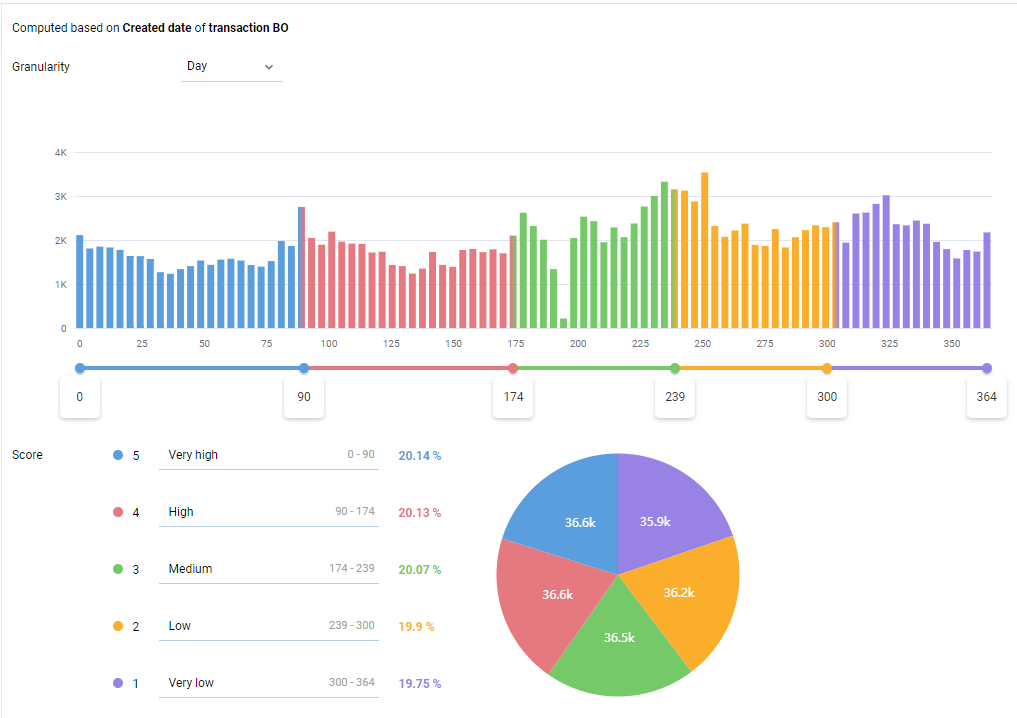 Computed based on Created date of transaction BO
Granularity Day
4K
3K
2K
1K
0
0 25 50 75 100 125 150 175 200 225 250 275 300 325 350
0 90 174 239 300 364
Score 5 Very high 0 - 90 20.14 %
4 High 90 - 174 20.13 %
3 Medium 174 - 239 20.07 %
2 Low 239 - 300 19.9 %
1 Very low 300 - 364 19.75 %
36.6k 35.9k
36.6k 36.2k
36.5k